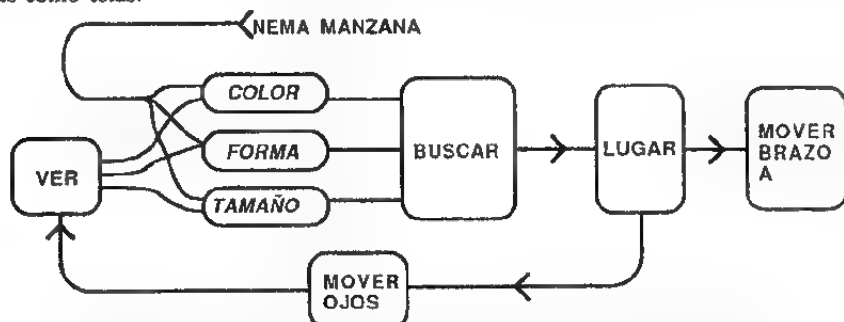 NEMA MANZANA
COLOR
FORMA
TAMAÑO
VER
BUSCAR
LUGAR
MOVER
BRAZO
A
MOVER
OJOS